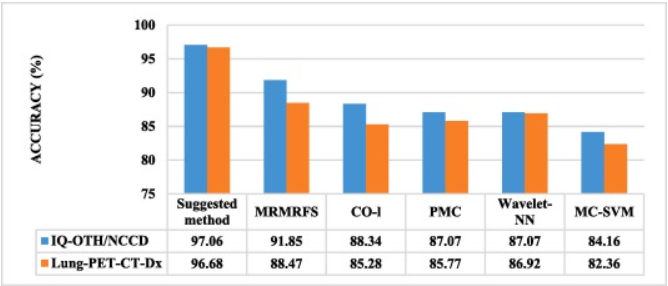 100
95
90
85
80
75
ACCURACY (%)
Suggested method MRMRFS CO-l PMC Wavelet-NN MC-SVM
IQ-OTH/NCCD 97.06 91.85 88.34 87.07 87.07 84.16
Lung-PET-CT-Dx 96.68 88.47 85.28 85.77 86.92 82.36